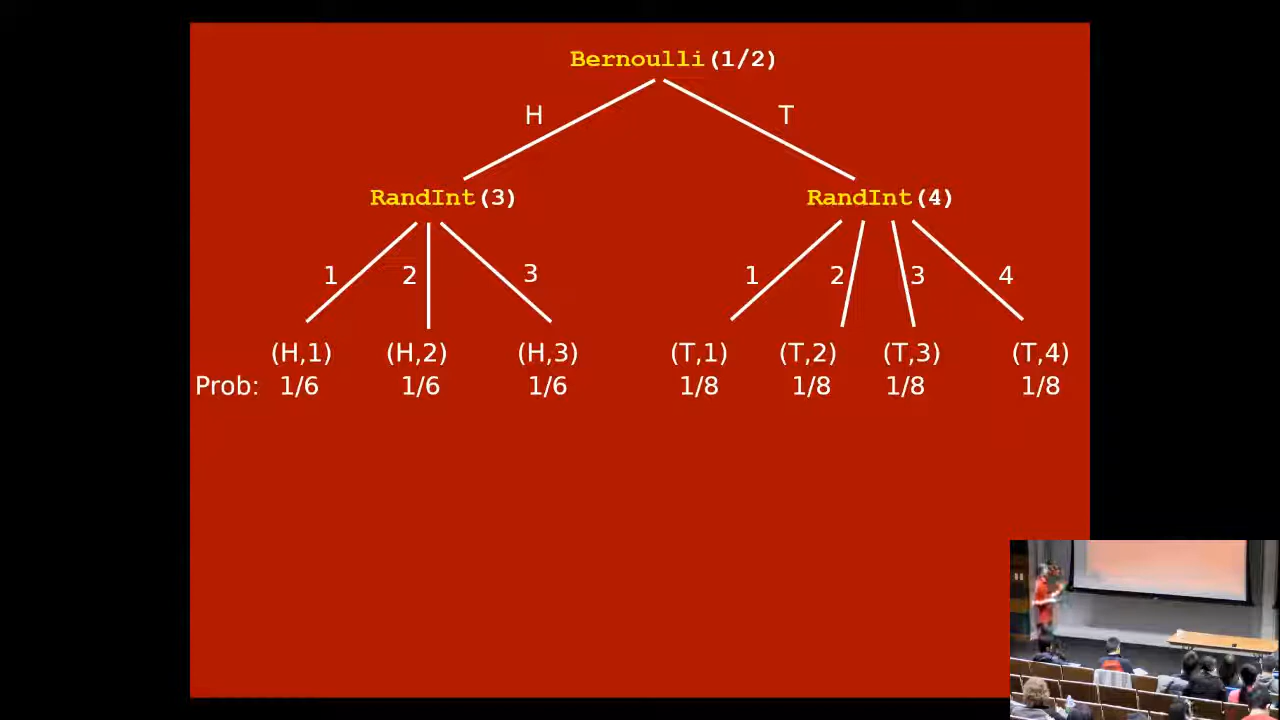 Bernoulli(1/2)
H T
RandInt(3) RandInt(4)
1 2 3 1 2 3 4
(H,1) (H,2) (H,3) (T,1) (T,2) (T,3) (T,4)
Prob: 1/6 1/6 1/6 1/8 1/8 1/8 1/8